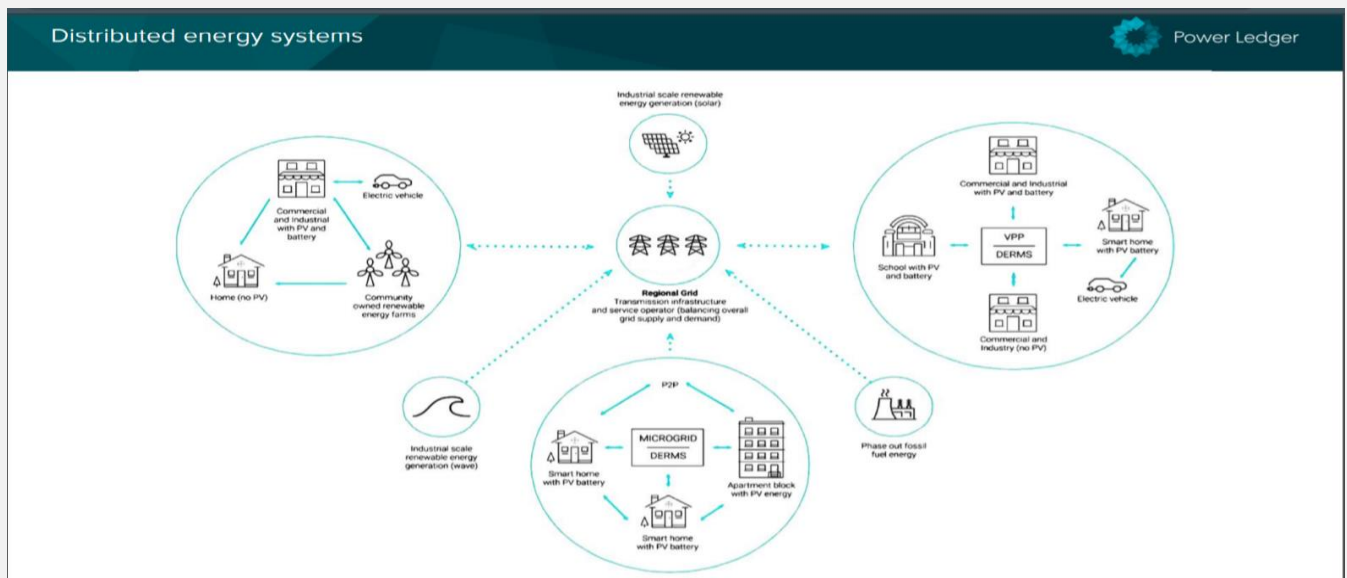 Distributed energy systems
Power Ledger
Industrial scale renewable
energy generation (solar)
Commercial
and Industrial
with PV and
battery
Electric vehicle
Home (no PV)
Community
owned renewable
energy farms
Regional Grid
Transmission infrastructure
and service operator (balancing overall
grid supply and demand)
Commercial and Industrial
with PV and battery
School with PV
and battery
VPP
DERMS
Smart home
with PV battery
Electric vehicle
Commercial and
Industry (no PV)
Industrial scale
renewable energy
generation (wave)
P2P
Smart home
with PV battery
MICROGRID
DERMS
Apartment block
with PV energy
Smart home
with PV battery
Phase out fossil
fuel energy